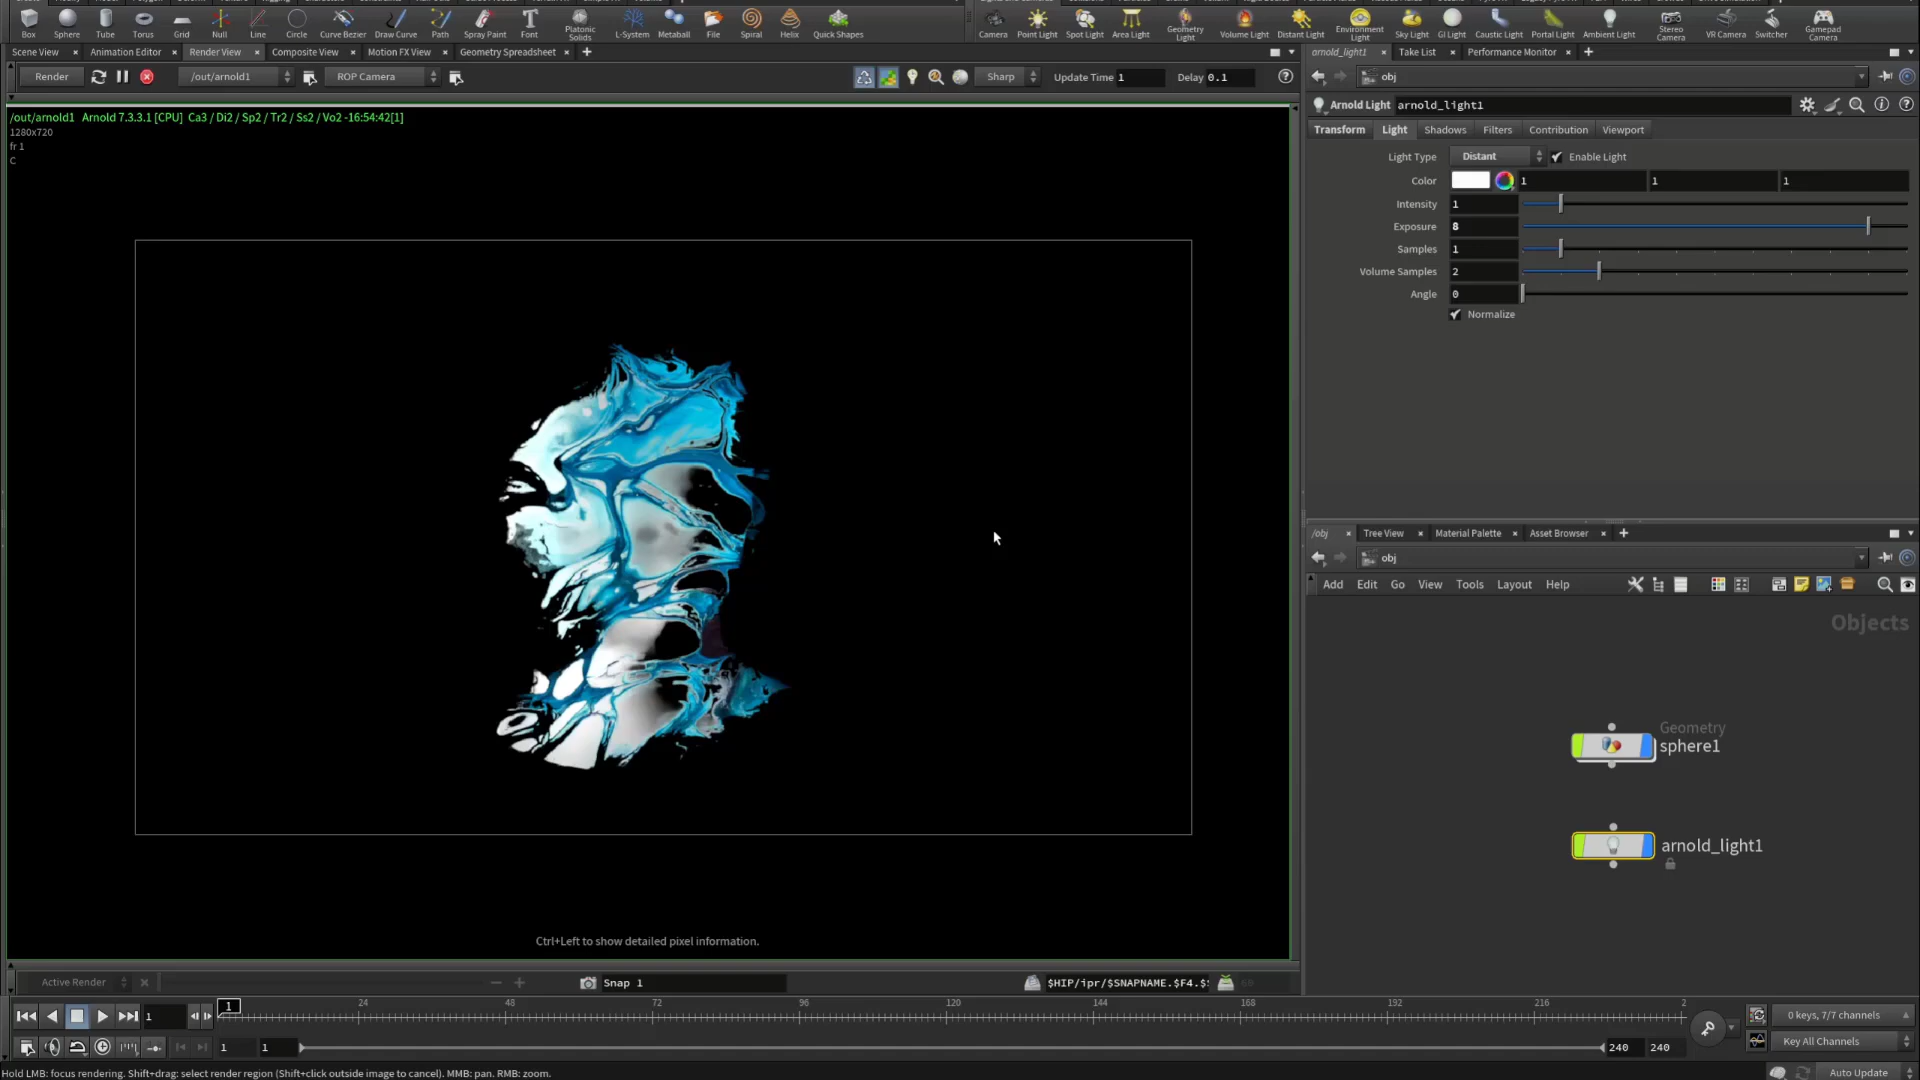 Box Sphere Tube Torus Grid Null Line Circle Curve Bezier Draw Curve Path Spray Paint Font Platonic Solids L-System Metaball File Spiral Helix Quick Shapes
Camera Point Light Spot Light Area Light Geometry Light Volume Light Distant Light Environment Light Sky Light GI Light Caustic Light Portal Light Ambient Light Stereo Camera VR Camera Switcher Gamepad Camera
Scene View Animation Editor Render View Composite View Motion FX View Geometry Spreadsheet
Render /out/arnold1 ROP Camera Sharp Update Time 1 Delay 0.1
/out/arnold1 Arnold 7.3.3.1 [CPU] Ca3 / Di2 / Sp2 / Tr2 / Ss2 / Vo2 -16:54:42[1]
1280x720
fr 1
C
Ctrl+Left to show detailed pixel information.
arnold_light1 Take List Performance Monitor
obj
Arnold Light arnold_light1
Transform Light Shadows Filters Contribution Viewport
Light Type Distant Enable Light
Color 1 1 1
Intensity 1
Exposure 8
Samples 1
Volume Samples 2
Angle 0
Normalize
/obj Tree View Material Palette Asset Browser
obj
Add Edit Go View Tools Layout Help
Objects
Geometry
sphere1
arnold_light1
Active Render Snap 1 $HIP/ipr/$SNAPNAME.$F4.$
1 1 24 48 72 96 120 144 168 192 216 2
0 keys, 7/7 channels
1 1 240 240 Key All Channels
Hold LMB: focus rendering. Shift+drag: select render region (Shift+click outside image to cancel). MMB: pan. RMB: zoom.
Auto Update